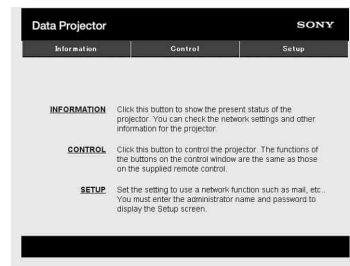 Data Projector SONY
Information Control Setup
INFORMATION Click this button to show the present status of the
projector. You can check the network settings and other
information for the projector.
CONTROL Click this button to control the projector. The functions of
the buttons on the control window are the same as those
on the supplied remote control.
SETUP Set the setting to use a network function such as mail, etc..
You must enter the administrator name and password to
display the Setup screen.